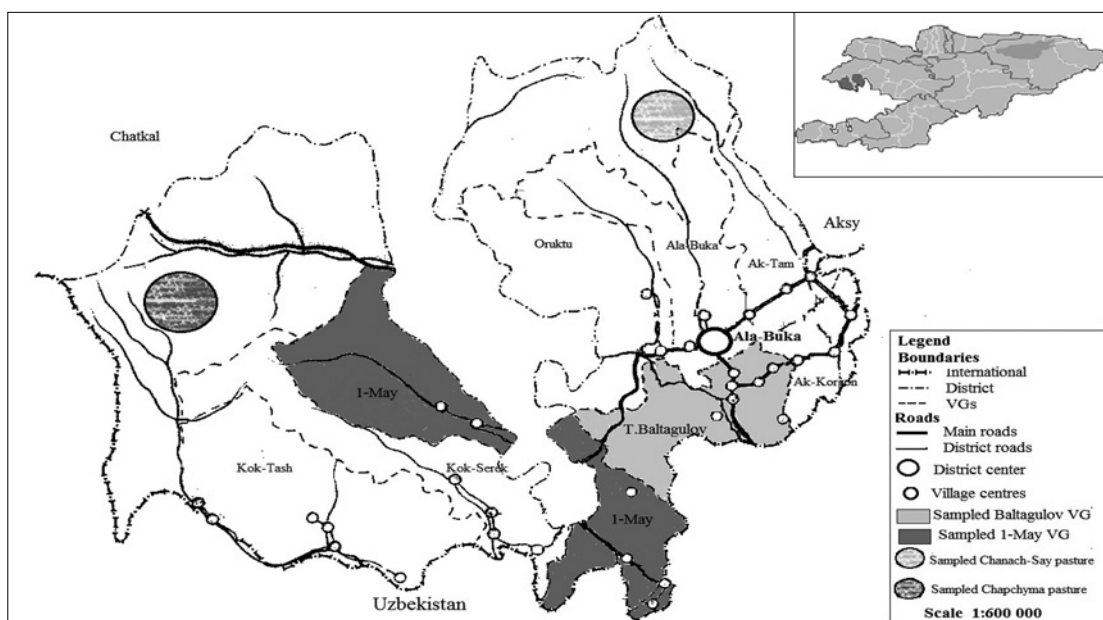 Chatkal
Aksy
Oruktu
Ala-Buka
Ak-Tam
Ala-Buka
Ak-Korgon
1-May
T.Baltagulov
Kok-Tash
Kok-Serek
1-May
Uzbekistan
Legend
Boundaries
International
District
VGs
Roads
Main roads
District roads
District center
Village centres
Sampled Baltagulov VG
Sampled 1-May VG
Sampled Chanach-Say pasture
Sampled Chapchyma pasture
Scale 1:600 000